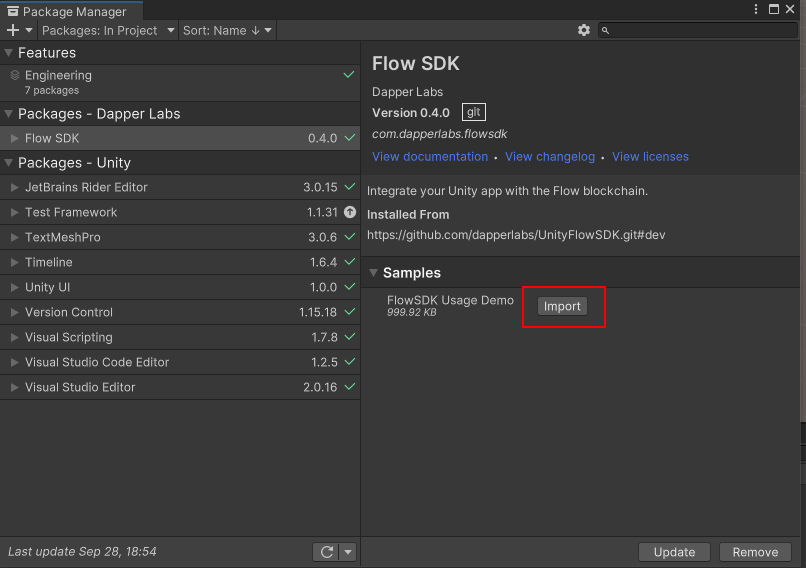 Package Manager
Packages: In Project
Sort: Name ↓
Features
Engineering
7 packages
Packages - Dapper Labs
Flow SDK 0.4.0
Packages - Unity
JetBrains Rider Editor 3.0.15
Test Framework 1.1.31
TextMeshPro 3.0.6
Timeline 1.6.4
Unity UI 1.0.0
Version Control 1.15.18
Visual Scripting 1.7.8
Visual Studio Code Editor 1.2.5
Visual Studio Editor 2.0.16
Last update Sep 28, 18:54
Flow SDK
Dapper Labs
Version 0.4.0 git
com.dapperlabs.flowsdk
View documentation • View changelog • View licenses
Integrate your Unity app with the Flow blockchain.
Installed From
https://github.com/dapperlabs/UnityFlowSDK.git#dev
Samples
FlowSDK Usage Demo Import
999.92 KB
Update Remove